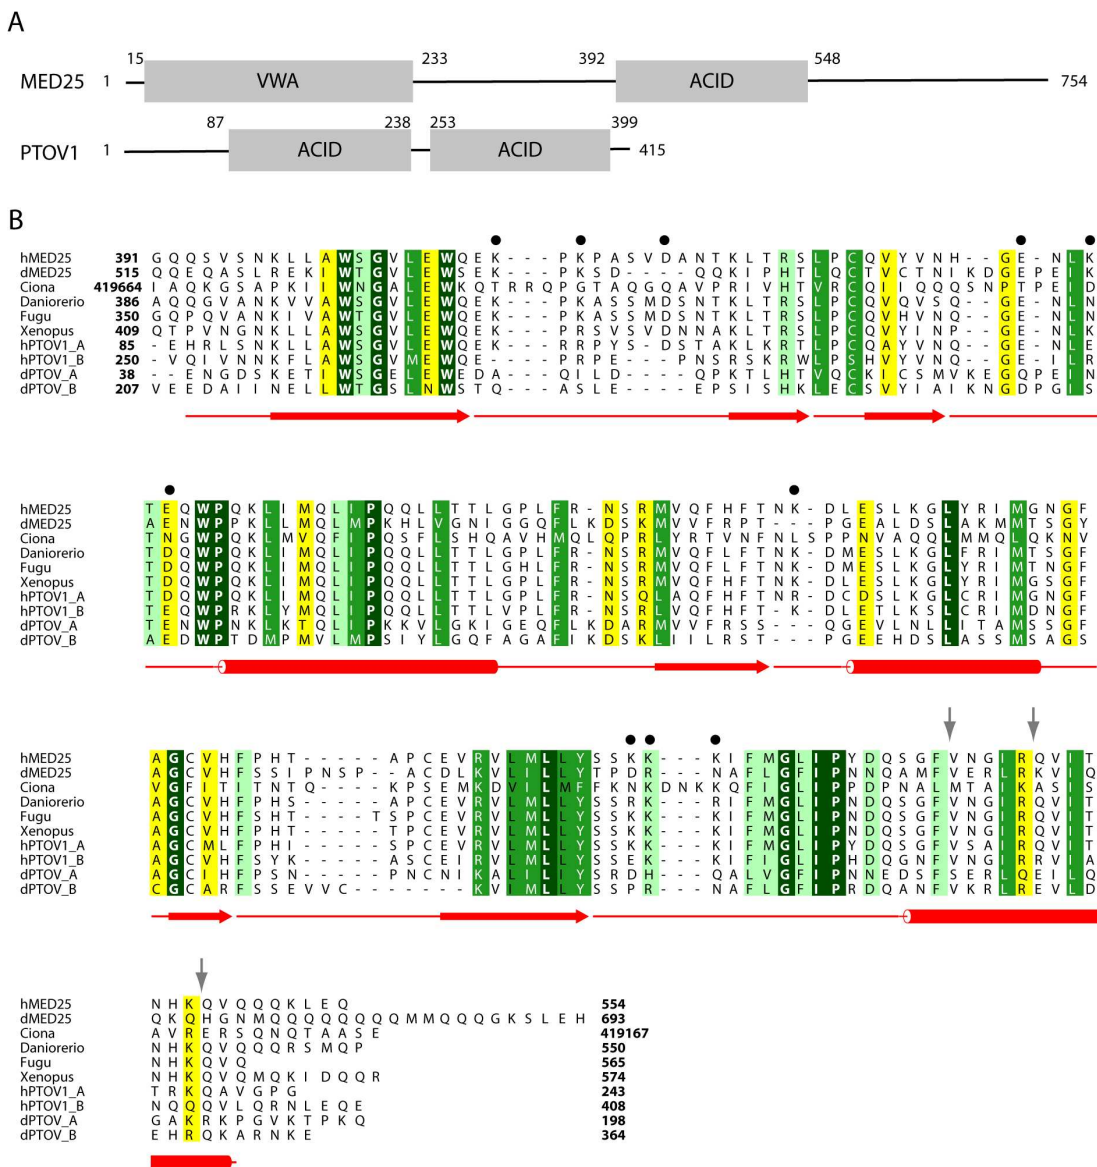 A
MED25 1 15 VWA 233 392 ACID 548 754
PTOV1 1 87 ACID 238 253 ACID 399 415
B
hMED25 391 G Q Q S V S N K L L A W S G V L E W Q E K - - - P K P A S V D A N T K L T R S L P C Q V Y V N H - - G E - N L K
dMED25 515 Q Q E Q A S L R E K I W T G V L E W S E K - - - P K S D - - - Q Q K I P H T L Q C T V C T N I K D G E P E I K
Ciona 419664 I A Q K G S A P K I I W N G A L E W K Q T R R Q P G T A Q G Q A V P R I V H T V R C Q V I Q Q Q S N P T P E I D
Daniorerio 386 A Q Q G V A N K V V A W S G V L E W Q E K - - - P K A S S M D S N T K L T R S L P C Q V Q V S Q - - G E - N L N
Fugu 350 G Q P Q V A N K I V A W T G V L E W Q E K - - - P K A S S M D S N T K L T R S L P C Q V H V N Q - - G E - N L N
Xenopus 409 Q T P V N G N K L L A W S G V L E W Q E K - - - P R S V S V D N N A K L T R S L P C Q V Y I N P - - G E - N L K
hPTOV1_A 85 - E H R L S N K L L A W S G V L E W Q E K - - - R R P Y S - D S T A K L K R T L P C Q A Y V N Q - - G E - N L K
hPTOV1_B 250 - V Q I V N N K F L A W S G V M E W Q E - - - - P R P E - - - P N S R S K R W L P S H V Y V N Q - - G E - I L R
dPTOV_A 38 - - E N G D S K E T L W S G E L E W E D A - - - Q I L D - - - Q P K T L H T V Q C K V C S M V K E G Q P E I N
dPTOV_B 207 V E E D A I I N E L L W T G S L N W S T Q - - - A S L E - - - E P S I S H K L E C S V Y I A I K N G D P G I S
hMED25 T E Q W P Q K L I M Q L I P Q Q L L T T L G P L F R - N S R M V Q F H F T N K - D L E S L K G L Y R I M G N G F
dMED25 A E N W P P K L L M Q L M P K H L V G N I G G Q F L K D S K M V V F R P T - - - P G E A L D S L A K M M T S G Y
Ciona T N G W P Q K M V M Q F I P Q S F L S H Q A V H M Q L Q P R L Y R T V N F N L S P P N V A Q Q L M M Q L Q K N V
Daniorerio T D Q W P Q K L I M Q L I P Q Q L L T T L G P L F R - N S R M V Q F L F T N K - D M E S L K G L F R I M T S N G F
Fugu T D Q W P Q K L I M Q L I P Q Q L L T T L G H L F R - N S R M V Q F L F T N K - D M E S L K G L Y R I M T N G F
Xenopus T D Q W P Q K L I M Q L I P Q Q L L T T L G P L F R - N S R M V Q F H F T N K - D L E S L K G L Y R I M G S G F
hPTOV1_A T D Q W P Q K L I M Q L I P Q Q L L T T L G P L F R - N S Q L A Q F H F T N R - D C D S L K G L C R I M G N G F
hPTOV1_B T E Q W P R K L Y M Q L I P Q Q L L T T L V P L F R - N S R L V Q F H F T - K - D L E T L K S L C R I M D N G F
dPTOV_A T E N W P N K L K T Q L I P K K V L G K I G E Q F L K D A R M V V F R S S - - - P Q G E V L N L L I T A M S A G F
dPTOV_B A E D W P T D M P M V L M P S I Y L G Q F A G A F I K D S K L I I L R S T - - - P G E E H D S L A S S M S A G S
hMED25 A G C V H F P H T - - - - A P C E V R V L M L L Y S S K K - - - K I F M G L I P Y D Q S G F V N G I R Q V I T
dMED25 A G C V H F S S I P N S P - - A C D L K V L M L L Y T P D R - - - N A F L G F I P N N Q A M F V E R L R K V I Q
Ciona V G F I T I T N T Q - - - - K P S E M K D V I L M F F K N K D N K K Q I G F I P D P N A L M T A I K A S I S
Daniorerio A G C V H F P H S - - - - A P C E V R V L M L L Y S S R K - - - R I F M G L I P N D Q S G F V N G I R Q V I T
Fugu A G C V H F S H T - - - T S P C E V R V L M L L Y S S K K - - - K I F M G L I P N D Q S G F V N G I R Q V I T
Xenopus A G C V H F P H T - - - - T P C E V R V L M L L Y S S K K - - - K I F M G L I P N D Q S G F V N G I R Q V I T
hPTOV1_A A G C M L F P H T - - - - S P C E V R V L M L L Y S S K K - - - K I F M G L I P Y D Q S G F V S A I R Q V I T
hPTOV1_B A G C V H F S Y K - - - - A S C E I R V L M L L Y S S E K - - - K I F I G L I P H D Q G N F V N G I R R V I A
dPTOV_A A G C I H F S S N - - - - P N C N I K A L I L I Y S R D H - - - Q A L V G F I P N N E D S F S E R L Q E I L Q
dPTOV_B C G C A R F S S E V V C - - - - - - K V I M L L Y S S P R - - - N A F L G F I P R D Q A N F V K R L R E V L D
hMED25 N H K Q V Q Q Q K L E Q 554
dMED25 Q K Q H G N M Q Q Q Q Q Q Q M M Q Q Q G K S L E H 693
Ciona A V R E R S Q N Q T A A S E 419167
Daniorerio N H K Q V Q Q Q R S M Q P 550
Fugu N H K Q V Q 565
Xenopus N H K Q V Q M Q K I D Q Q R 574
hPTOV1_A T R K Q A V G P G 243
hPTOV1_B N Q Q Q V L Q R N L E Q E 408
dPTOV_A G A K R K P G V K T P K Q 198
dPTOV_B E H R Q K A R N K E 364